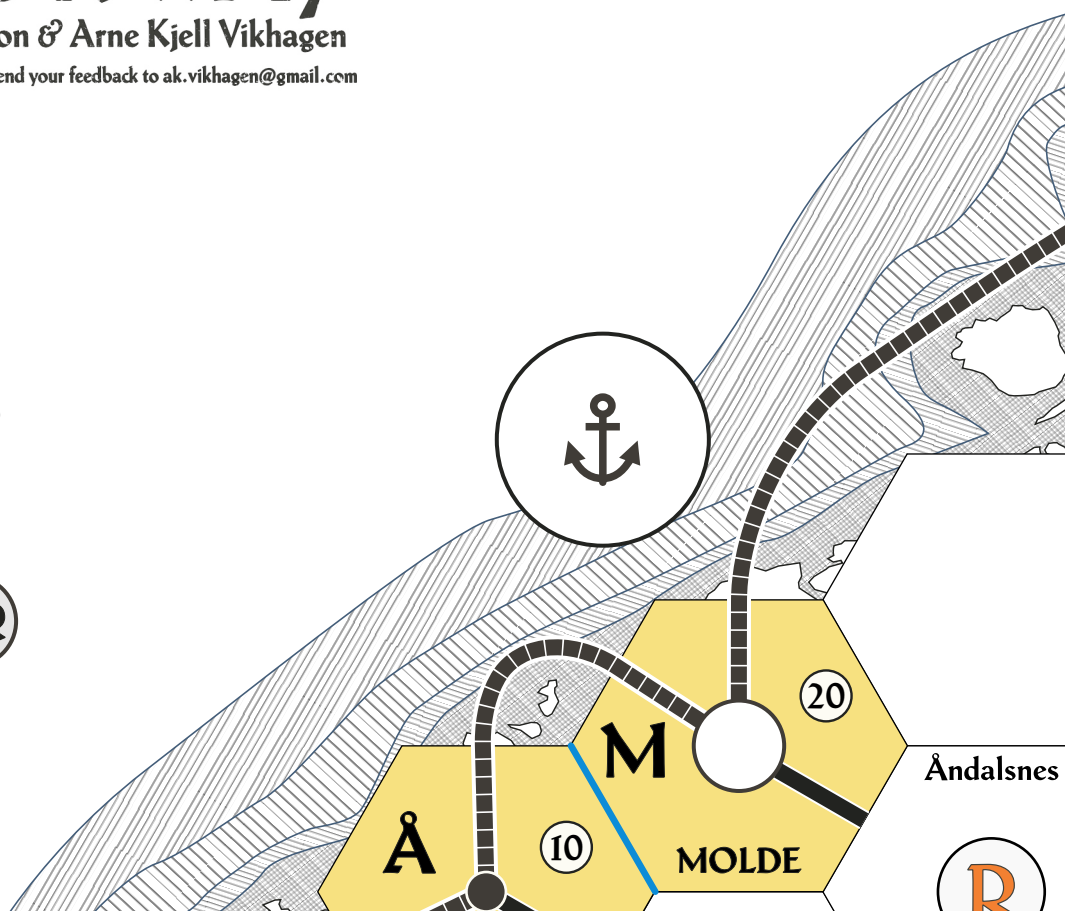 on & Arne Kjell Vikhagen
end your feedback to ak.vikhagen@gmail.com
20
M
Åndalsnes
Å
10
MOLDE
R